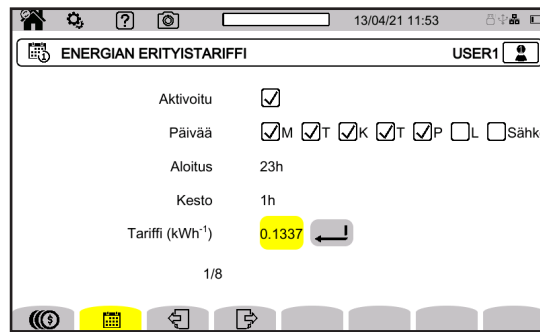 13/04/21 11:53
ENERGIAN ERITYISTARIFFI USER1
Aktivoitu
Päivää M T K T P L Sähk
Aloitus 23h
Kesto 1h
Tariffi (kWh-1) 0.1337
1/8